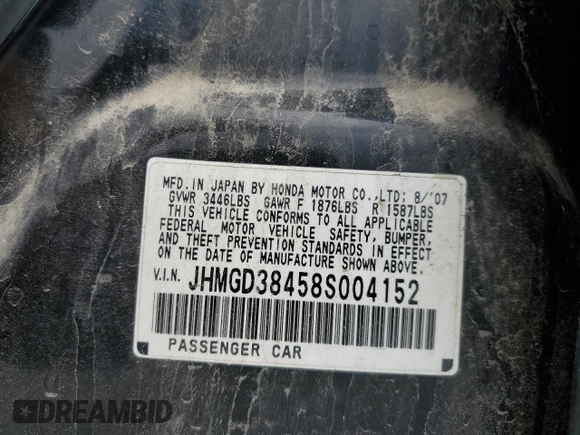 MFD. IN JAPAN BY HONDA MOTOR CO., LTD; 8/'07
GVWR 3446LBS GAWR F 1876LBS R 1587LBS
THIS VEHICLE CONFORMS TO ALL APPLICABLE
FEDERAL MOTOR VEHICLE SAFETY, BUMPER,
AND THEFT PREVENTION STANDARDS IN EFFECT
ON THE DATE OF MANUFACTURE SHOWN ABOVE.
V.I.N. JHMGD38458S004152
PASSENGER CAR
DREAMBID